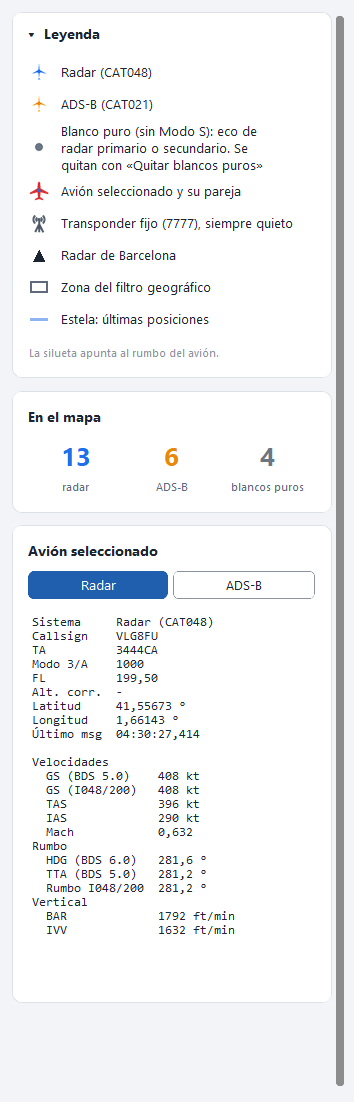 Leyenda
Radar (CAT048)
ADS-B (CAT021)
Blanco puro (sin Modo S): eco de
radar primario o secundario. Se
quitan con «Quitar blancos puros»
Avión seleccionado y su pareja
Transponder fijo (7777), siempre quieto
Radar de Barcelona
Zona del filtro geográfico
Estela: últimas posiciones
La silueta apunta al rumbo del avión.
En el mapa
13 6 4
radar ADS-B blancos puros
Avión seleccionado
Radar ADS-B
Sistema Radar (CAT048)
Callsign VLG8FU
TA 3444CA
Modo 3/A 1000
FL 199,50
Alt. corr. -
Latitud 41,55673 º
Longitud 1,66143 º
Último msg 04:30:27,414
Velocidades
GS (BDS 5.0) 408 kt
GS (I048/200) 408 kt
TAS 396 kt
IAS 290 kt
Mach 0,632
Rumbo
HDG (BDS 6.0) 281,6 º
TTA (BDS 5.0) 281,2 º
Rumbo I048/200 281,2 º
Vertical
BAR 1792 ft/min
IVV 1632 ft/min